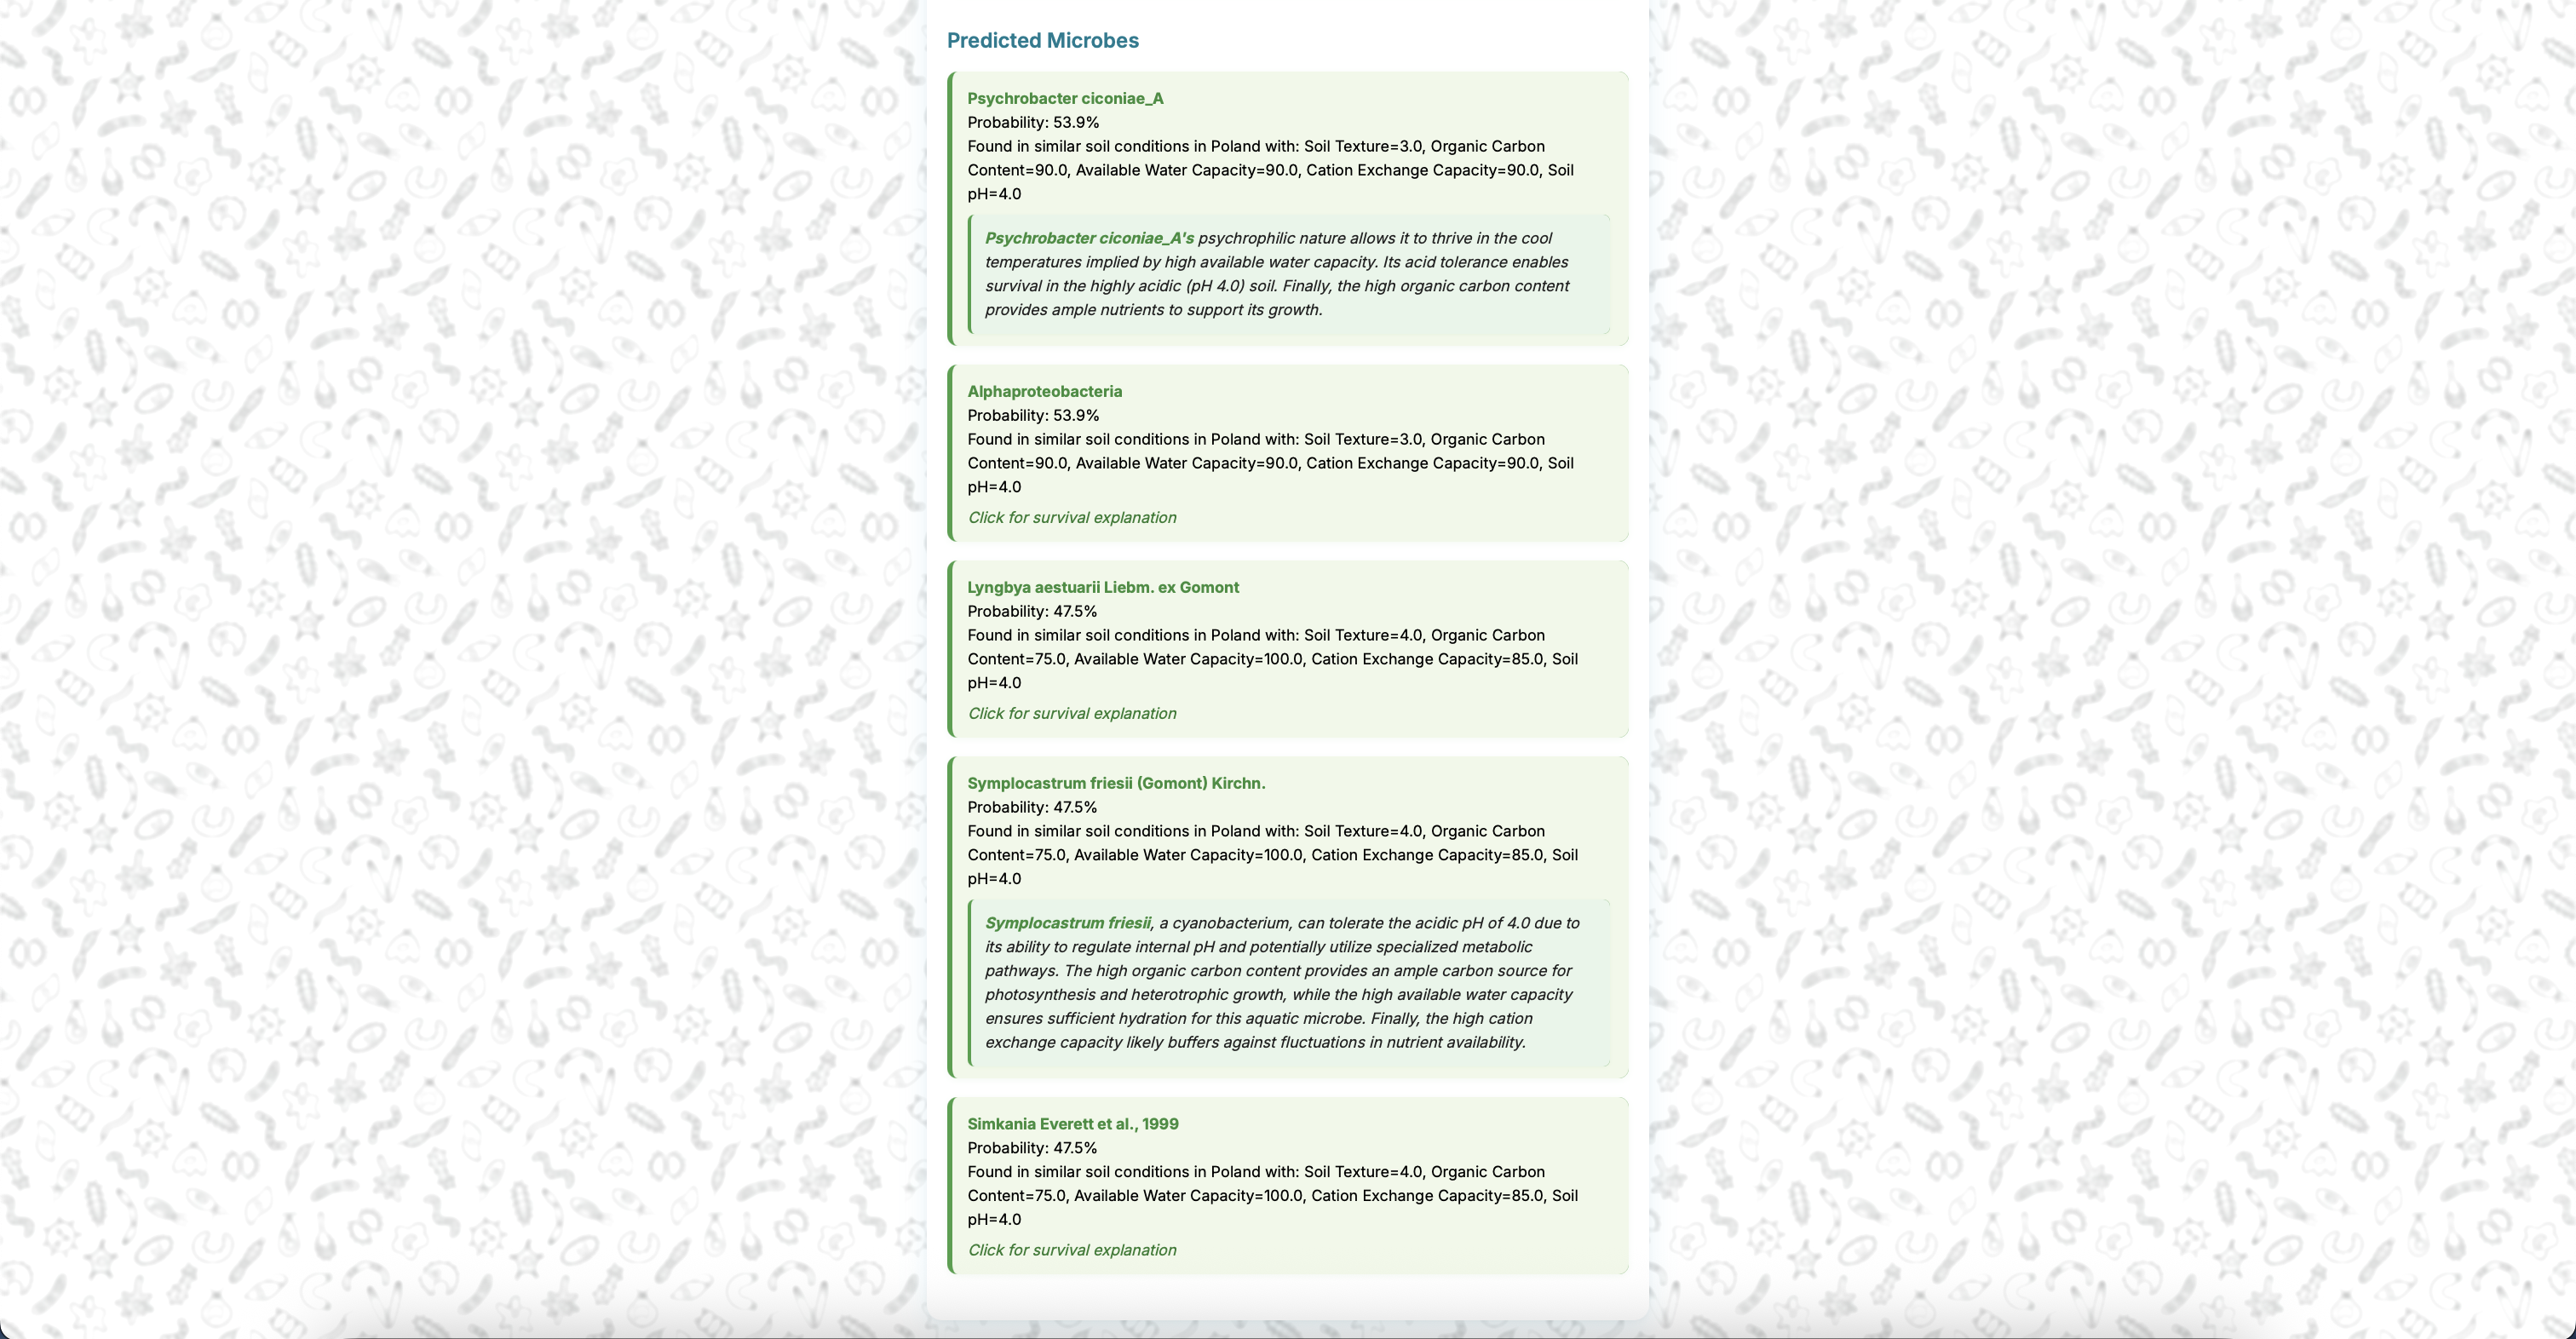 Predicted Microbes
Psychrobacter ciconiae_A
Probability: 53.9%
Found in similar soil conditions in Poland with: Soil Texture=3.0, Organic Carbon
Content=90.0, Available Water Capacity=90.0, Cation Exchange Capacity=90.0, Soil
pH=4.0
Psychrobacter ciconiae_A's psychrophilic nature allows it to thrive in the cool
temperatures implied by high available water capacity. Its acid tolerance enables
survival in the highly acidic (pH 4.0) soil. Finally, the high organic carbon content
provides ample nutrients to support its growth.
Alphaproteobacteria
Probability: 53.9%
Found in similar soil conditions in Poland with: Soil Texture=3.0, Organic Carbon
Content=90.0, Available Water Capacity=90.0, Cation Exchange Capacity=90.0, Soil
pH=4.0
Click for survival explanation
Lyngbya aestuarii Liebm. ex Gomont
Probability: 47.5%
Found in similar soil conditions in Poland with: Soil Texture=4.0, Organic Carbon
Content=75.0, Available Water Capacity=100.0, Cation Exchange Capacity=85.0, Soil
pH=4.0
Click for survival explanation
Symplocastrum friesii (Gomont) Kirchn.
Probability: 47.5%
Found in similar soil conditions in Poland with: Soil Texture=4.0, Organic Carbon
Content=75.0, Available Water Capacity=100.0, Cation Exchange Capacity=85.0, Soil
pH=4.0
Symplocastrum friesii, a cyanobacterium, can tolerate the acidic pH of 4.0 due to
its ability to regulate internal pH and potentially utilize specialized metabolic
pathways. The high organic carbon content provides an ample carbon source for
photosynthesis and heterotrophic growth, while the high available water capacity
ensures sufficient hydration for this aquatic microbe. Finally, the high cation
exchange capacity likely buffers against fluctuations in nutrient availability.
Simkania Everett et al., 1999
Probability: 47.5%
Found in similar soil conditions in Poland with: Soil Texture=4.0, Organic Carbon
Content=75.0, Available Water Capacity=100.0, Cation Exchange Capacity=85.0, Soil
pH=4.0
Click for survival explanation